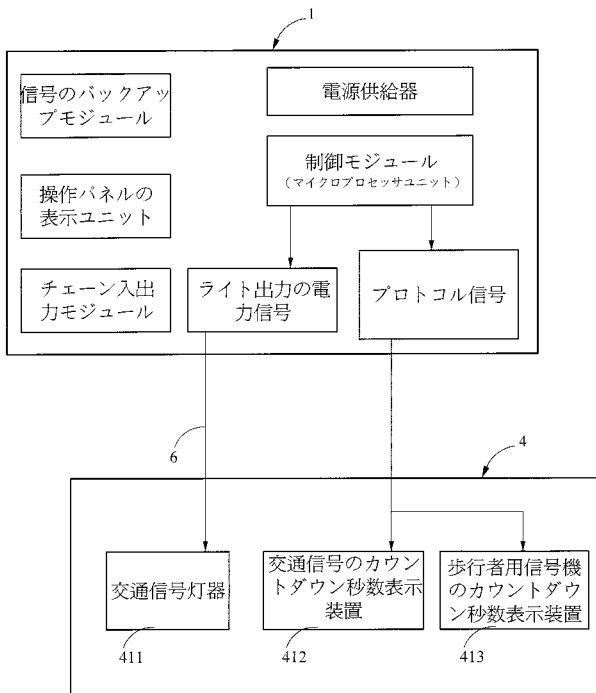 1
信号のバックアッ
プモジュール
電源供給器
制御モジュール
(マイクロプロセッサユニット)
操作パネルの
表示ユニット
チェーン入出
力モジュール
ライト出力の電
力信号
プロトコル信号
6
4
交通信号灯器
交通信号のカウン
トダウン秒数表示
装置
歩行者用信号機
のカウントダウ
ン秒数表示装置
411
412
413